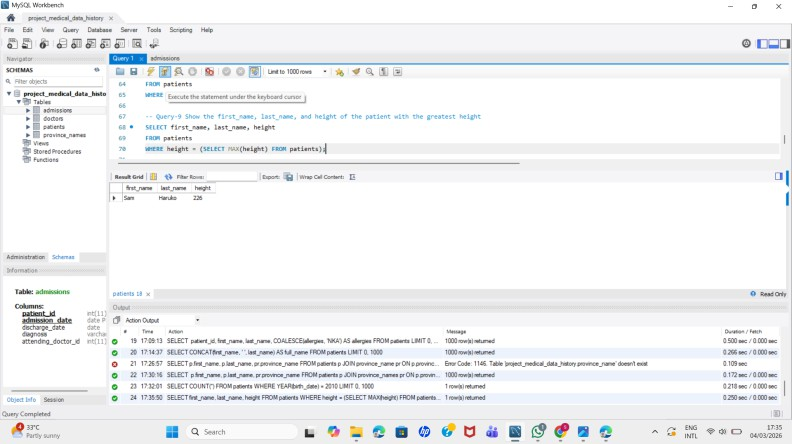 MySQL Workbench
project_medical_data_history ×
File Edit View Query Database Server Tools Scripting Help
Navigator
SCHEMAS
Filter objects
project_medical_data_histo
Tables
admissions
doctors
patients
province_names
Views
Stored Procedures
Functions
Administration Schemas
Information
Table: admissions
Columns:
patient_id int(11)
admission_date date P
discharge_date date
diagnosis varcha
attending_doctor_id int(11)
Object Info Session
Query Completed
Query 1 × admissions
Limit to 1000 rows
64 FROM patients
65 WHERE
Execute the statement under the keyboard cursor
67 -- Query-9 Show the first_name, last_name, and height of the patient with the greatest height
68 SELECT first_name, last_name, height
69 FROM patients
70 WHERE height = (SELECT MAX(height) FROM patients);
Result Grid Filter Rows: Export: Wrap Cell Content:
first_name last_name height
Sam Haruko 226
patients 18 × Read Only
Output
Action Output
# Time Action Message Duration / Fetch
19 17:09:13 SELECT patient_id, first_name, last_name, COALESCE(allergies, 'NKA') AS allergies FROM patients LIMIT 0, ... 1000 row(s) returned 0.500 sec / 0.000 sec
20 17:14:37 SELECT CONCAT(first_name, ' ', last_name) AS full_name FROM patients LIMIT 0, 1000 1000 row(s) returned 0.266 sec / 0.000 sec
21 17:26:57 SELECT p.first_name, p.last_name, pr.province_name FROM patients p JOIN province_name pr ON p.provinc... Error Code: 1146. Table 'project_medical_data_history.province_name' doesn't exist 0.109 sec
22 17:30:16 SELECT p.first_name, p.last_name, pr.province_name FROM patients p JOIN province_names pr ON p.provin... 1000 row(s) returned 0.172 sec / 0.000 sec
23 17:32:01 SELECT COUNT(*) FROM patients WHERE YEAR(birth_date) = 2010 LIMIT 0, 1000 1 row(s) returned 0.218 sec / 0.000 sec
24 17:35:50 SELECT first_name, last_name, height FROM patients WHERE height = (SELECT MAX(height) FROM patients... 1 row(s) returned 0.250 sec / 0.000 sec
4
33°C
Partly sunny
Search
ENG
INTL
17:35
04/03/2026